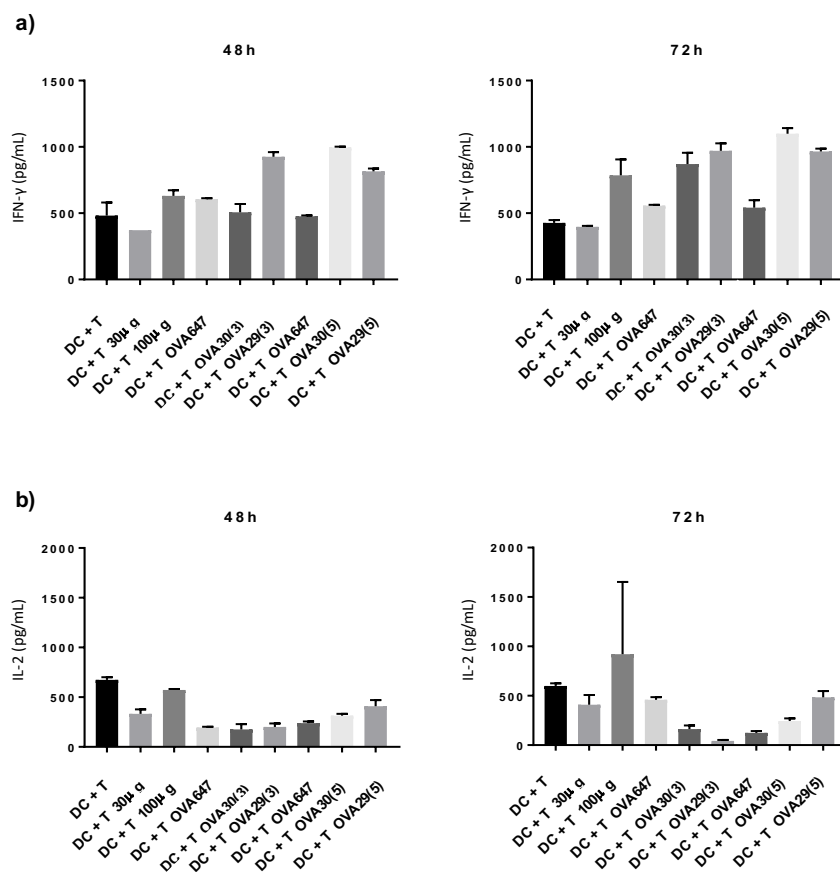 a)
48h
72h
IFN-γ (pg/mL)
1500
1000
500
0
DC + T
DC + T 30µg
DC + T 100µg
DC + T OVA647
DC + T OVA30(3)
DC + T OVA29(3)
DC + T OVA647
DC + T OVA30(5)
DC + T OVA29(5)
IFN-γ (pg/mL)
1500
1000
500
0
DC + T
DC + T 30µg
DC + T 100µg
DC + T OVA647
DC + T OVA30(3)
DC + T OVA29(3)
DC + T OVA647
DC + T OVA30(5)
DC + T OVA29(5)
b)
48h
72h
IL-2 (pg/mL)
2000
1500
1000
500
0
DC + T
DC + T 30µg
DC + T 100µg
DC + T OVA647
DC + T OVA30(3)
DC + T OVA29(3)
DC + T OVA647
DC + T OVA30(5)
DC + T OVA29(5)
IL-2 (pg/mL)
2000
1500
1000
500
0
DC + T
DC + T 30µg
DC + T 100µg
DC + T OVA647
DC + T OVA30(3)
DC + T OVA29(3)
DC + T OVA647
DC + T OVA30(5)
DC + T OVA29(5)